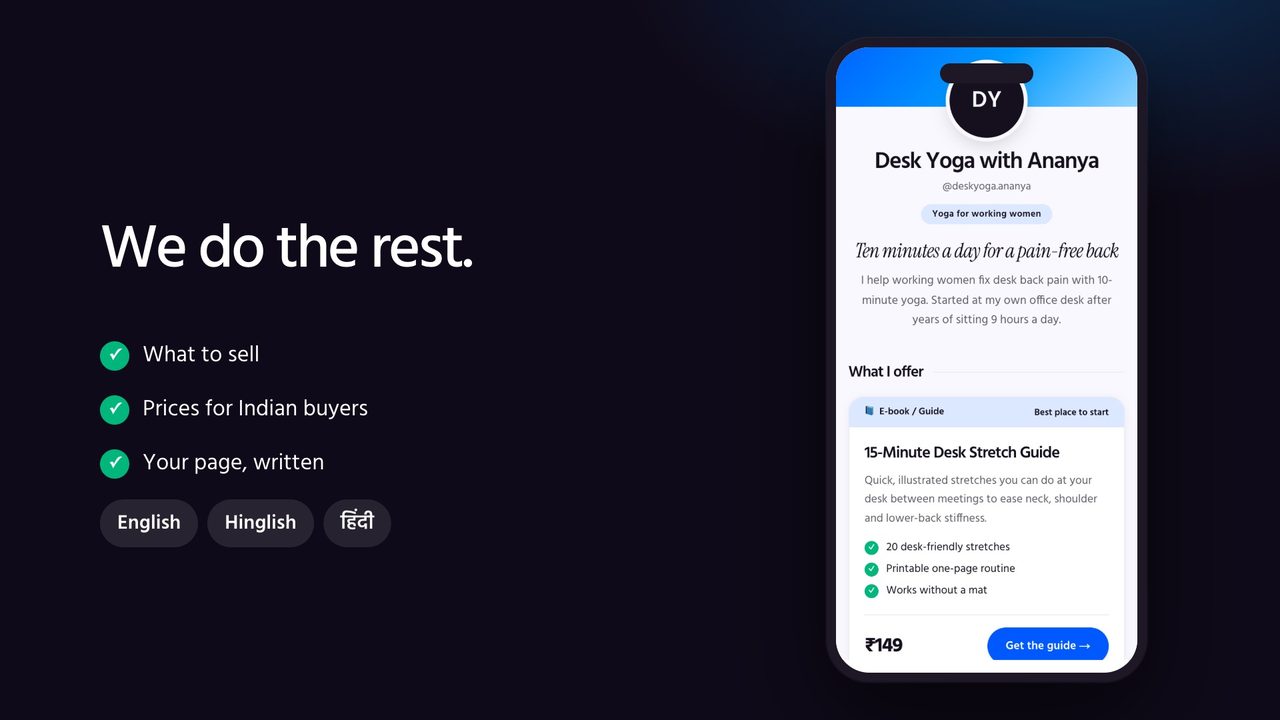 We do the rest.
✓ What to sell
✓ Prices for Indian buyers
✓ Your page, written
English Hinglish हिंदी
DY
Desk Yoga with Ananya
@deskyoga.ananya
Yoga for working women
Ten minutes a day for a pain-free back
I help working women fix desk back pain with 10-
minute yoga. Started at my own office desk after
years of sitting 9 hours a day.
What I offer
E-book / Guide Best place to start
15-Minute Desk Stretch Guide
Quick, illustrated stretches you can do at your
desk between meetings to ease neck, shoulder
and lower-back stiffness.
✓ 20 desk-friendly stretches
✓ Printable one-page routine
✓ Works without a mat
₹149 Get the guide →